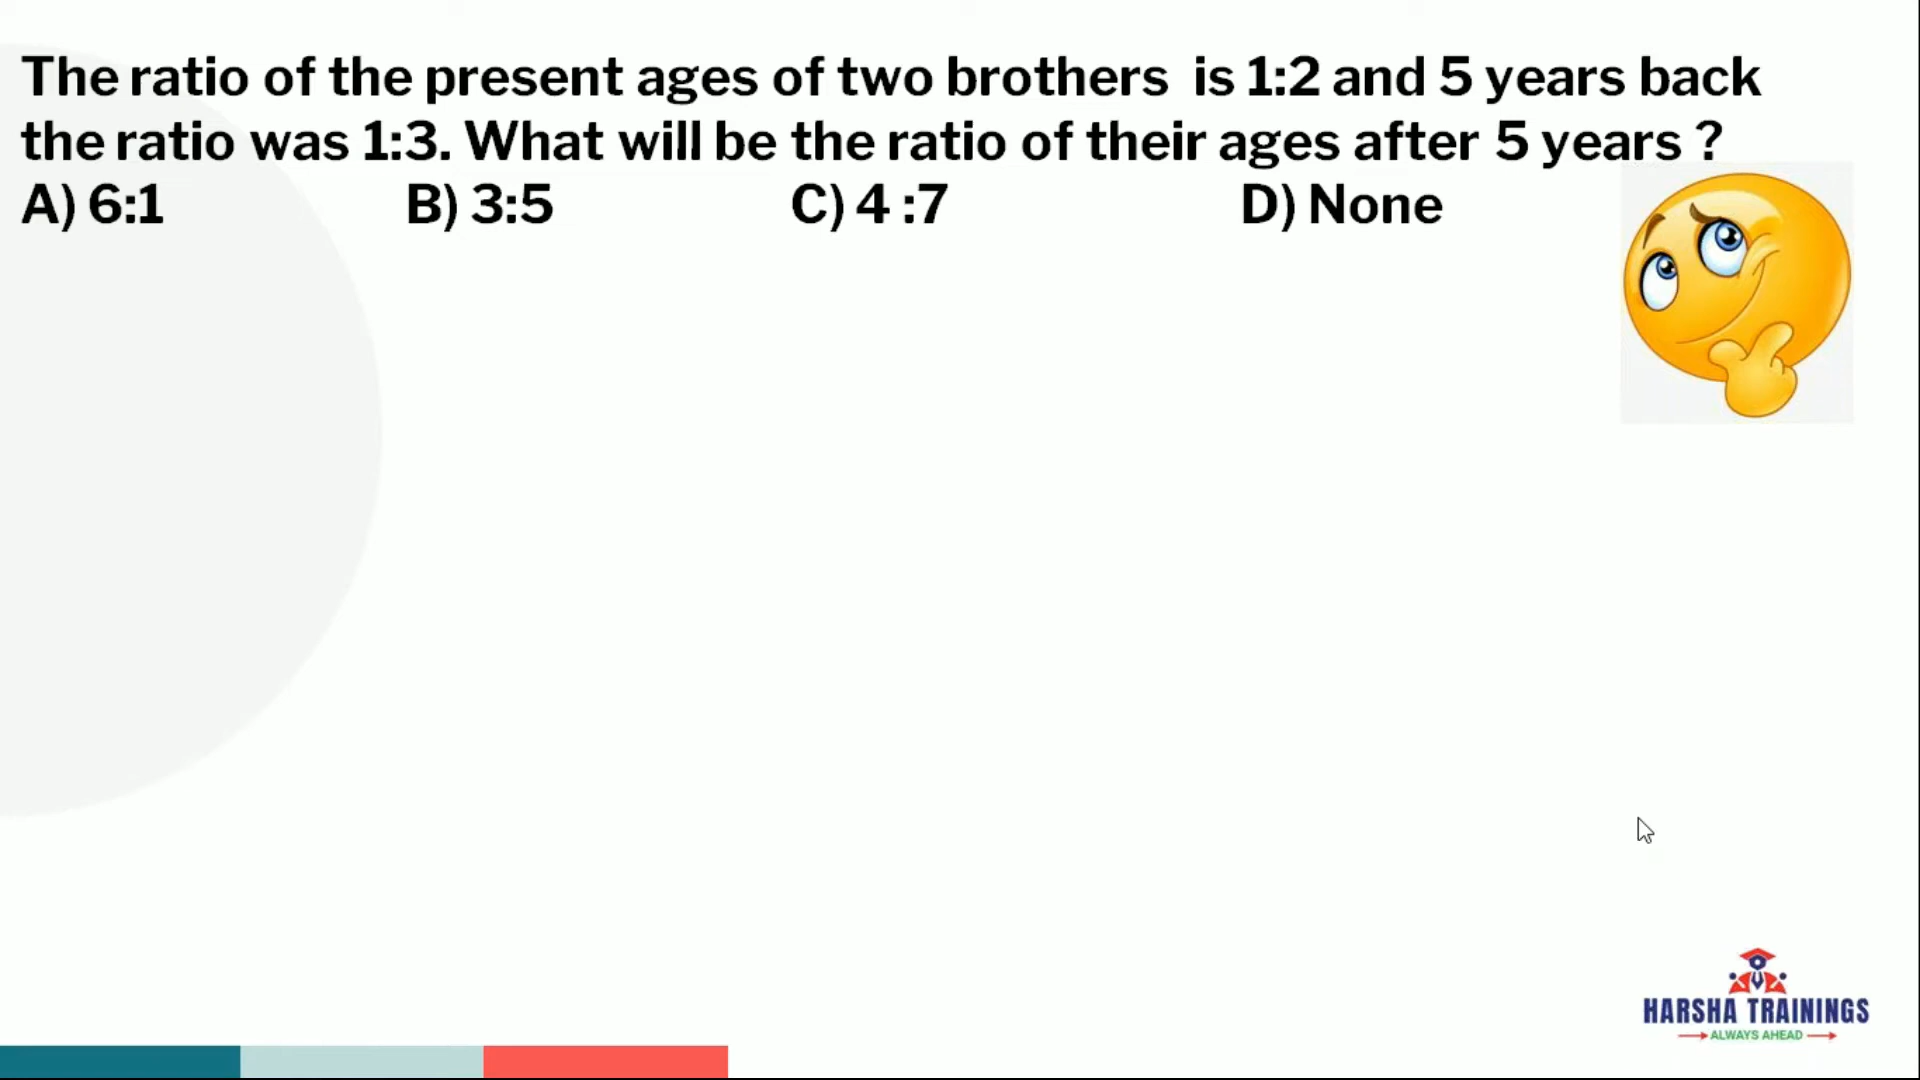 The ratio of the present ages of two brothers is 1:2 and 5 years back
the ratio was 1:3. What will be the ratio of their ages after 5 years ?
A) 6:1 B) 3:5 C) 4 :7 D) None
HARSHA TRAININGS
ALWAYS AHEAD